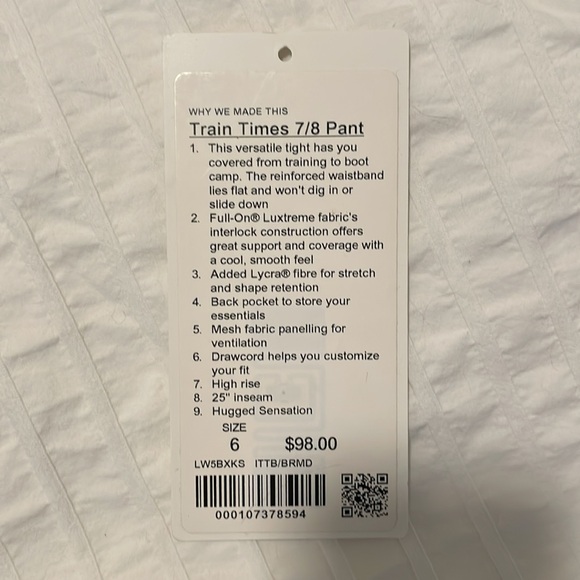 WHY WE MADE THIS
Train Times 7/8 Pant
1. This versatile tight has you
covered from training to boot
camp. The reinforced waistband
lies flat and won't dig in or
slide down
2. Full-On® Luxtreme fabric's
interlock construction offers
great support and coverage with
a cool, smooth feel
3. Added Lycra® fibre for stretch
and shape retention
4. Back pocket to store your
essentials
5. Mesh fabric panelling for
ventilation
6. Drawcord helps you customize
your fit
7. High rise
8. 25" inseam
9. Hugged Sensation
SIZE
6 $98.00
LW5BXKS ITTB/BRMD
000107378594